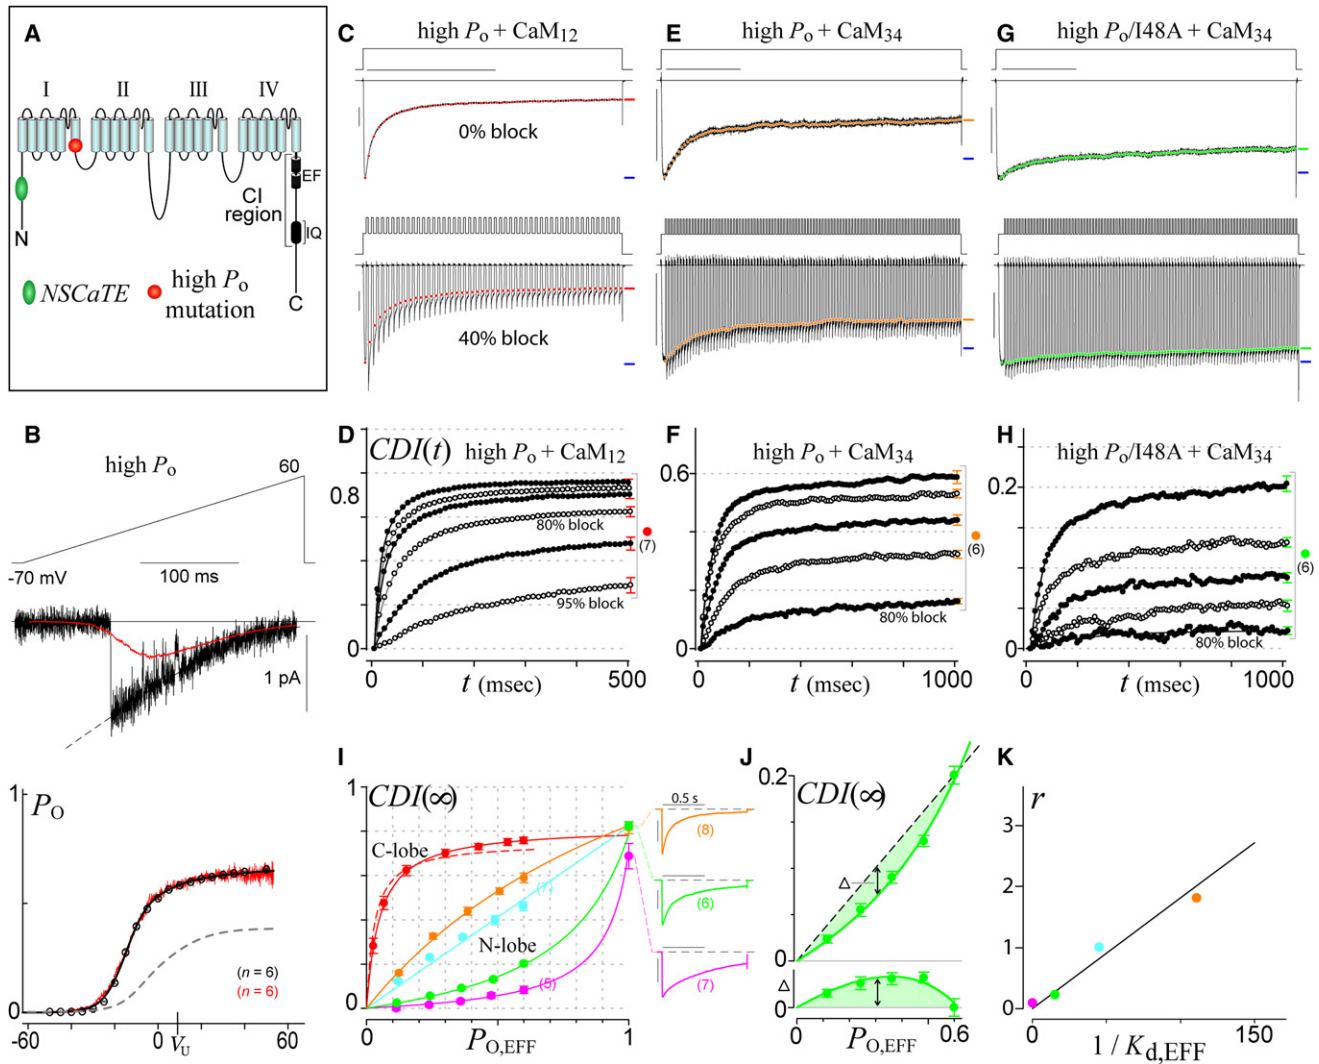 A
I II III IV
EF
CI
region
IQ
N
C
NSCaTE
high Po
mutation
B
high Po
60
-70 mV
100 ms
1 pA
1
PO
(n = 6)
(n = 6)
0
-60
0
VU
60
C
high Po + CaM12
0% block
40% block
E
high Po + CaM34
G
high Po/I48A + CaM34
D
CDI(t)
high Po + CaM12
0.8
80% block
(7)
95% block
0
0
t (msec)
500
F
high Po + CaM34
0.6
(6)
80% block
0
0
t (msec)
1000
H
high Po/I48A + CaM34
0.2
(6)
80% block
0
0
t (msec)
1000
I
1
CDI(∞)
C-lobe
(7)
N-lobe
(5)
0
0
PO,EFF
1
0.5 s
(8)
(6)
(7)
J
0.2
CDI(∞)
Δ
0
Δ
0
0
PO,EFF
0.6
K
r
3
2
1
0
0
1 / Kd,EFF
150